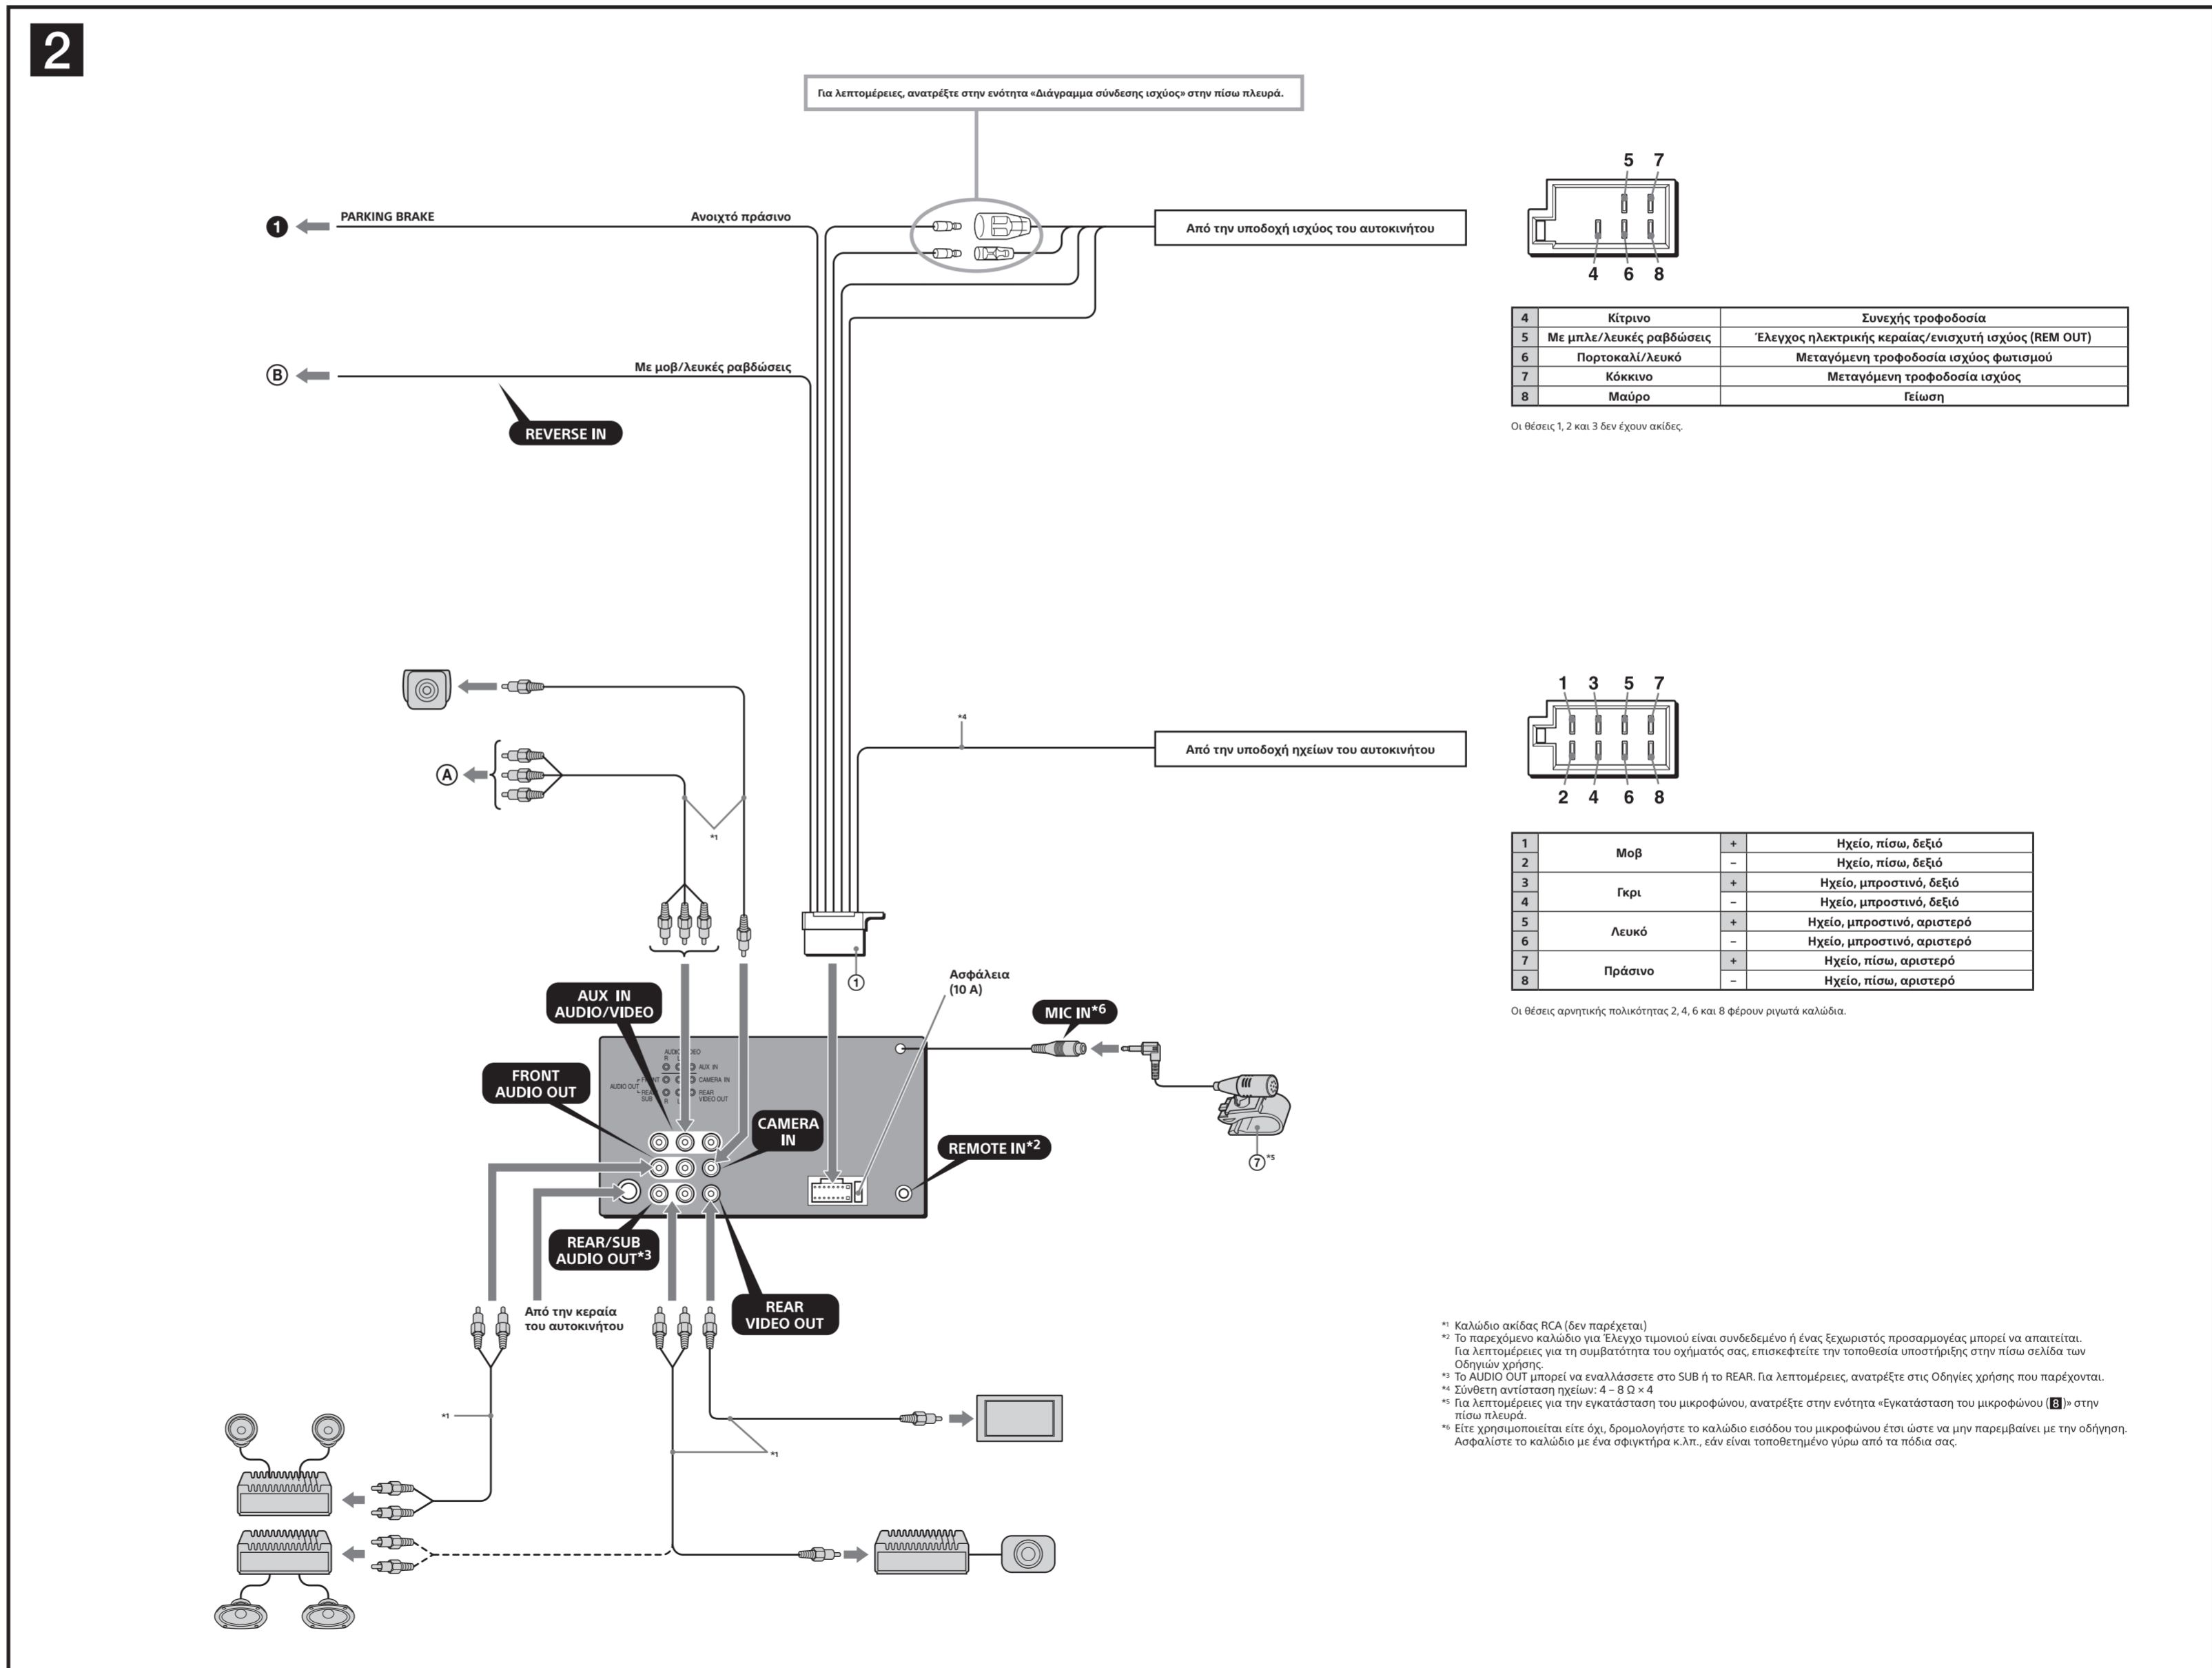 2
Για λεπτομέρειες, ανατρέξτε στην ενότητα «Διάγραμμα σύνδεσης ισχύος» στην πίσω πλευρά.
1
PARKING BRAKE
Ανοιχτό πράσινο
Από την υποδοχή ισχύος του αυτοκινήτου
5 7
4 6 8
4 Κίτρινο Συνεχής τροφοδοσία
5 Με μπλε/λευκές ραβδώσεις Έλεγχος ηλεκτρικής κεραίας/ενισχυτή ισχύος (REM OUT)
6 Πορτοκαλί/λευκό Μεταγόμενη τροφοδοσία ισχύος φωτισμού
7 Κόκκινο Μεταγόμενη τροφοδοσία ισχύος
8 Μαύρο Γείωση
Οι θέσεις 1, 2 και 3 δεν έχουν ακίδες.
B
Με μοβ/λευκές ραβδώσεις
REVERSE IN
A
*1
*4
Από την υποδοχή ηχείων του αυτοκινήτου
1 3 5 7
2 4 6 8
1 Μοβ + Ηχείο, πίσω, δεξιό
2 – Ηχείο, πίσω, δεξιό
3 Γκρι + Ηχείο, μπροστινό, δεξιό
4 – Ηχείο, μπροστινό, δεξιό
5 Λευκό + Ηχείο, μπροστινό, αριστερό
6 – Ηχείο, μπροστινό, αριστερό
7 Πράσινο + Ηχείο, πίσω, αριστερό
8 – Ηχείο, πίσω, αριστερό
Οι θέσεις αρνητικής πολικότητας 2, 4, 6 και 8 φέρουν ριγωτά καλώδια.
1
Ασφάλεια
(10 A)
AUX IN
AUDIO/VIDEO
MIC IN*6
FRONT
AUDIO OUT
R
AUX IN
CAMERA IN
AUDIO OUT
REAR
SUB
R
VIDEO OUT
CAMERA
IN
REMOTE IN*2
7*5
REAR/SUB
AUDIO OUT*3
Από την κεραία
του αυτοκινήτου
REAR
VIDEO OUT
*1
*1
*1 Καλώδιο ακίδας RCA (δεν παρέχεται)
*2 Το παρεχόμενο καλώδιο για Έλεγχο τιμονιού είναι συνδεδεμένο ή ένας ξεχωριστός προσαρμογέας μπορεί να απαιτείται.
Για λεπτομέρειες για τη συμβατότητα του οχήματός σας, επισκεφτείτε την τοποθεσία υποστήριξης στην πίσω σελίδα των
Οδηγιών χρήσης.
*3 Το AUDIO OUT μπορεί να εναλλάσσετε στο SUB ή το REAR. Για λεπτομέρειες, ανατρέξτε στις Οδηγίες χρήσης που παρέχονται.
*4 Σύνθετη αντίσταση ηχείων: 4 – 8 Ω × 4
*5 Για λεπτομέρειες για την εγκατάσταση του μικροφώνου, ανατρέξτε στην ενότητα «Εγκατάσταση του μικροφώνου (8)» στην
πίσω πλευρά.
*6 Είτε χρησιμοποιείται είτε όχι, δρομολογήστε το καλώδιο εισόδου του μικροφώνου έτσι ώστε να μην παρεμβαίνει με την οδήγηση.
Ασφαλίστε το καλώδιο με ένα σφιγκτήρα κ.λπ., εάν είναι τοποθετημένο γύρω από τα πόδια σας.